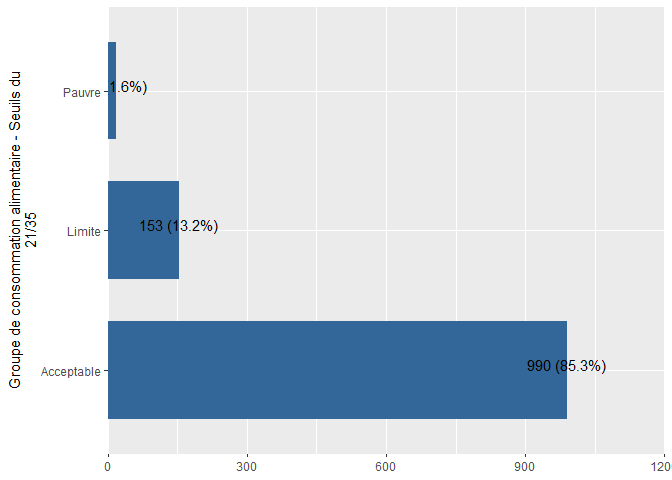 Groupe de consommation alimentaire - Seuils du
21/35
Pauvre
1.6%)
Limite
153 (13.2%)
Acceptable
990 (85.3%)
0
300
600
900
120